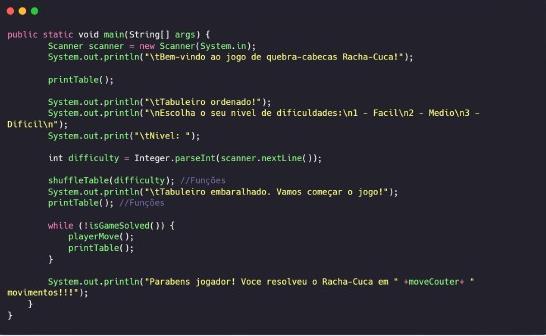 public static void main(String[] args) {
Scanner scanner = new Scanner(System.in);
System.out.println("\tBem-vindo ao jogo de quebra-cabecas Racha-Cuca!");
printTable();
System.out.println("\tTabuleiro ordenado!");
System.out.println("\nEscolha o seu nivel de dificuldades:\n1 - Facil\n2 - Medio\n3 -
Dificil\n");
System.out.print("\tNivel: ");
int difficulty = Integer.parseInt(scanner.nextLine());
shuffleTable(difficulty); //Funções
System.out.println("\tTabuleiro embaralhado. Vamos começar o jogo!");
printTable(); //Funções
while (!isGameSolved()) {
playerMove();
printTable();
}
System.out.println("Parabens jogador! Voce resolveu o Racha-Cuca em " +moveCouter+ "
movimentos!!!");
}
}